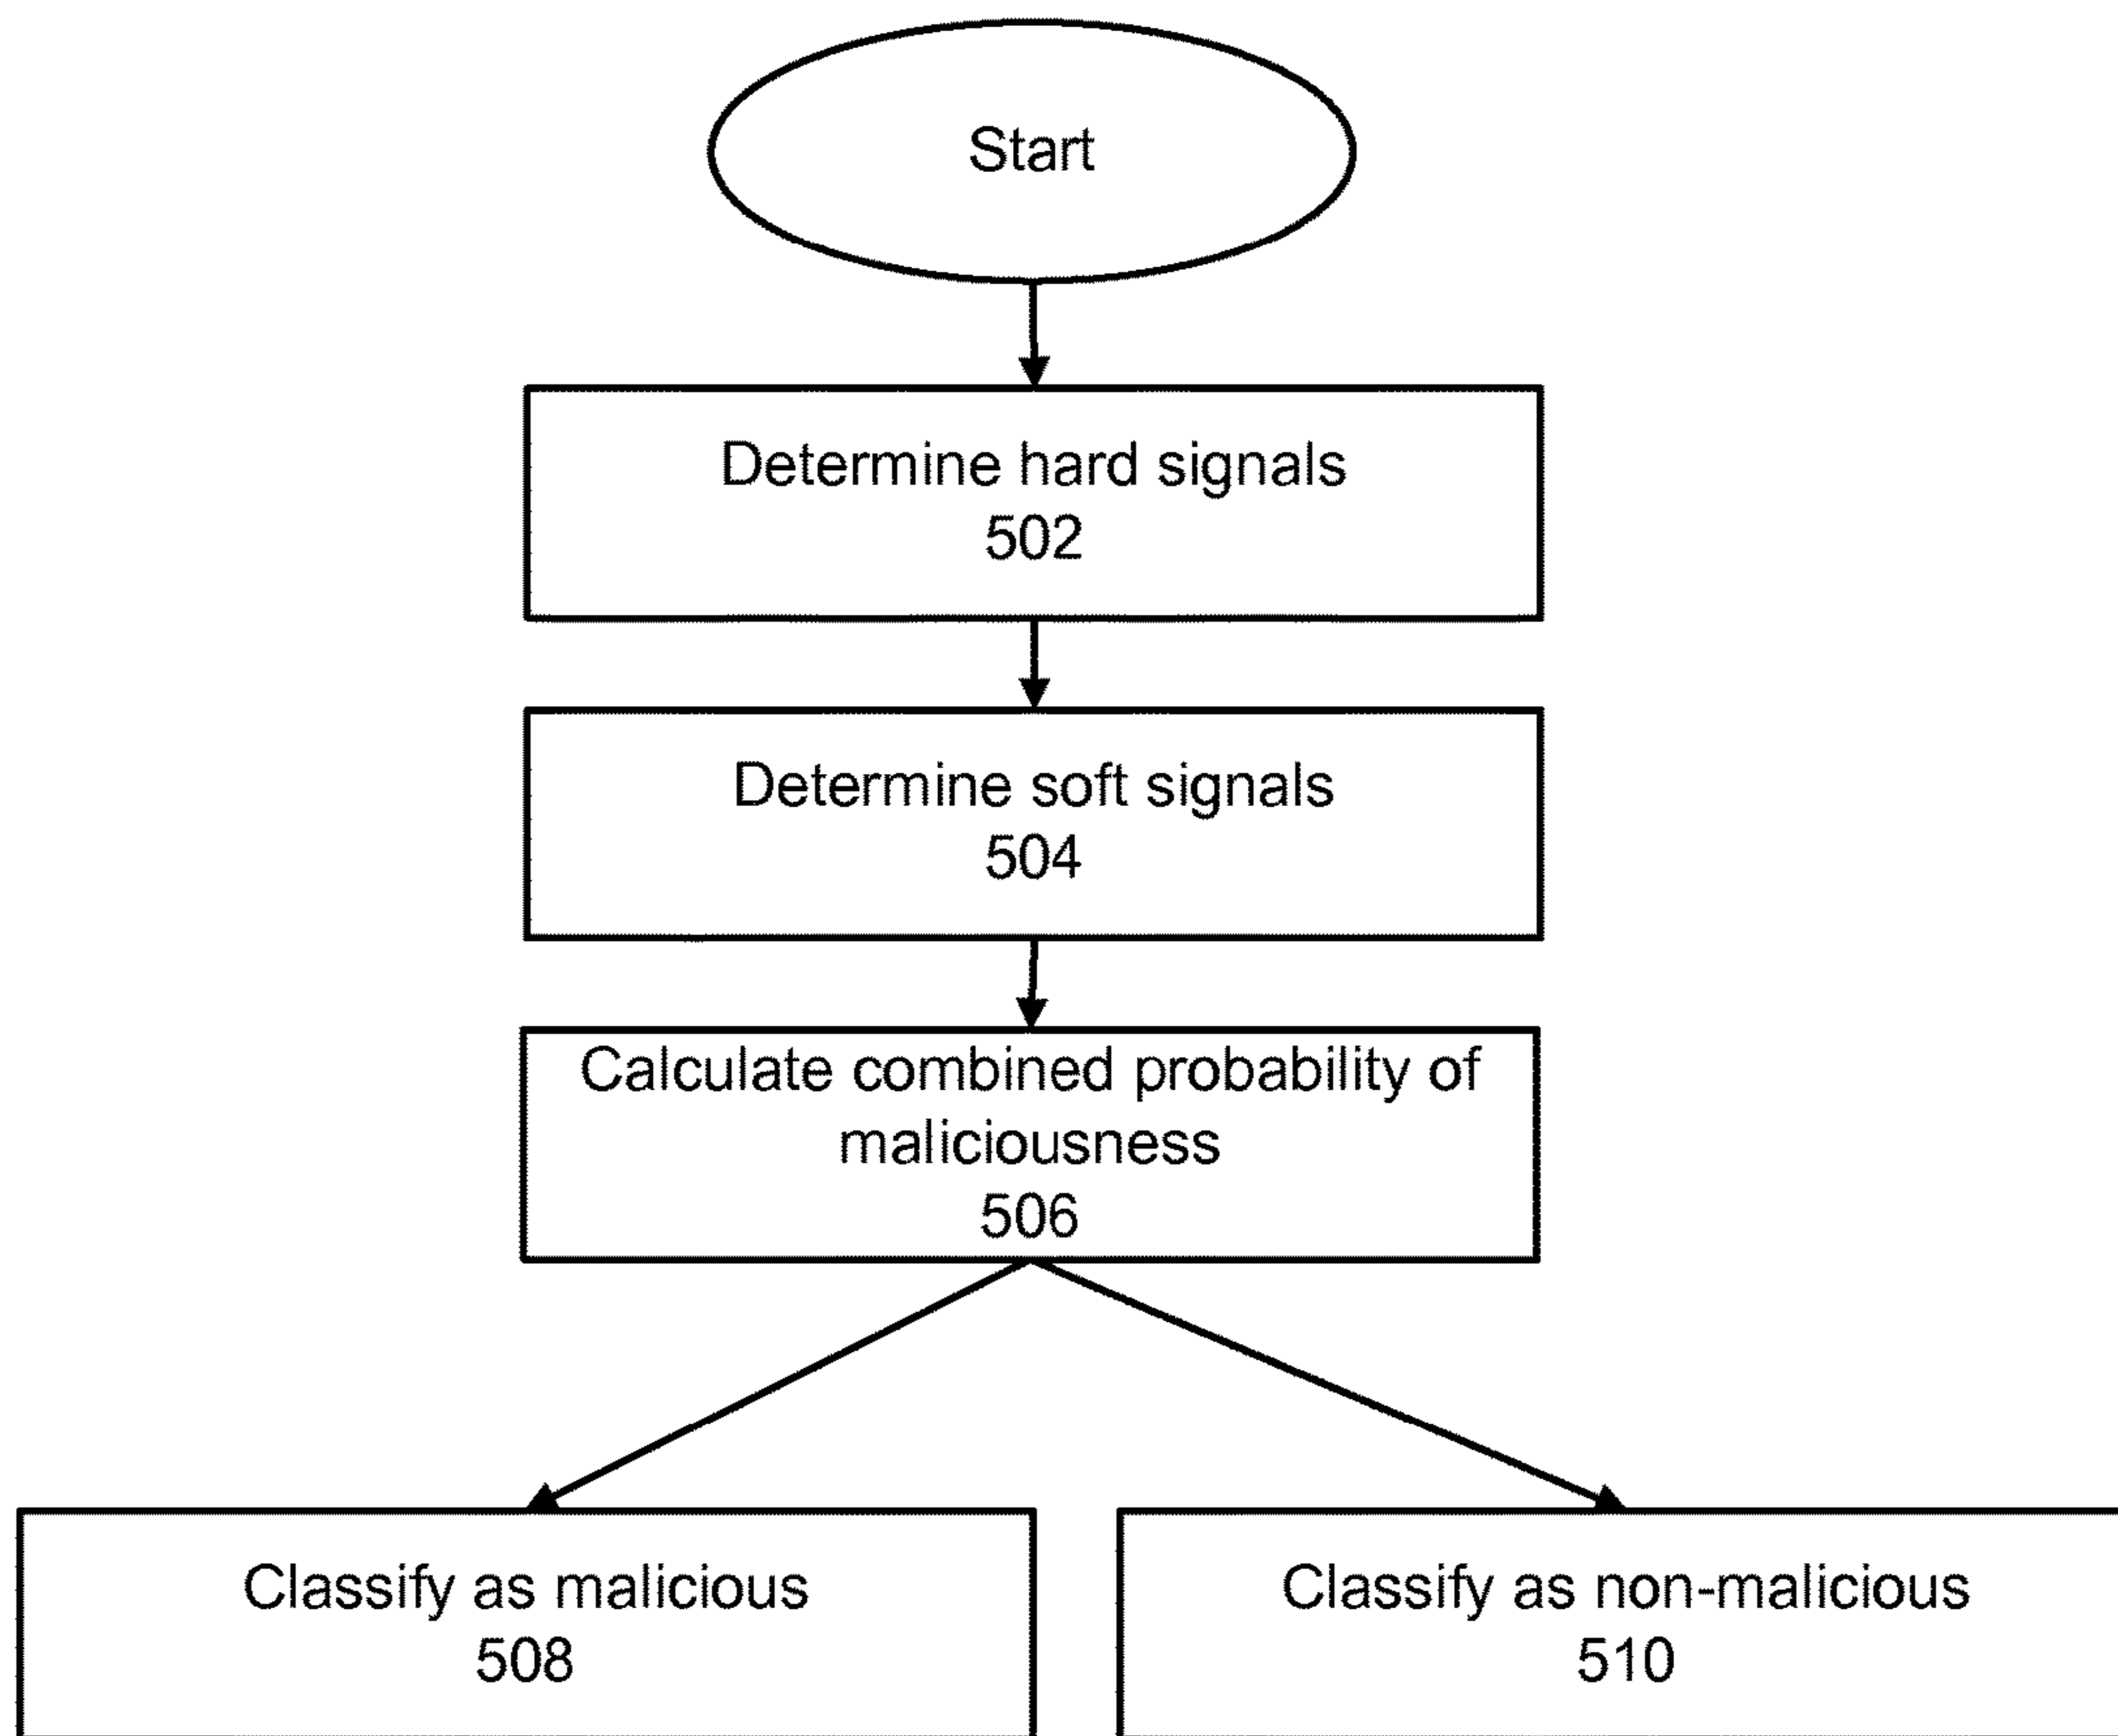 Start
Determine hard signals
502
Determine soft signals
504
Calculate combined probability of
maliciousness
506
Classify as malicious
508
Classify as non-malicious
510